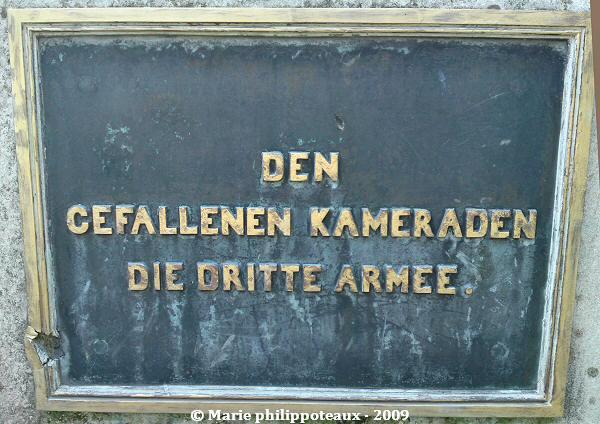 DEN
GEFALLENEN KAMERADEN
DIE DRITTE ARMEE.
© Marie philippoteaux - 2009